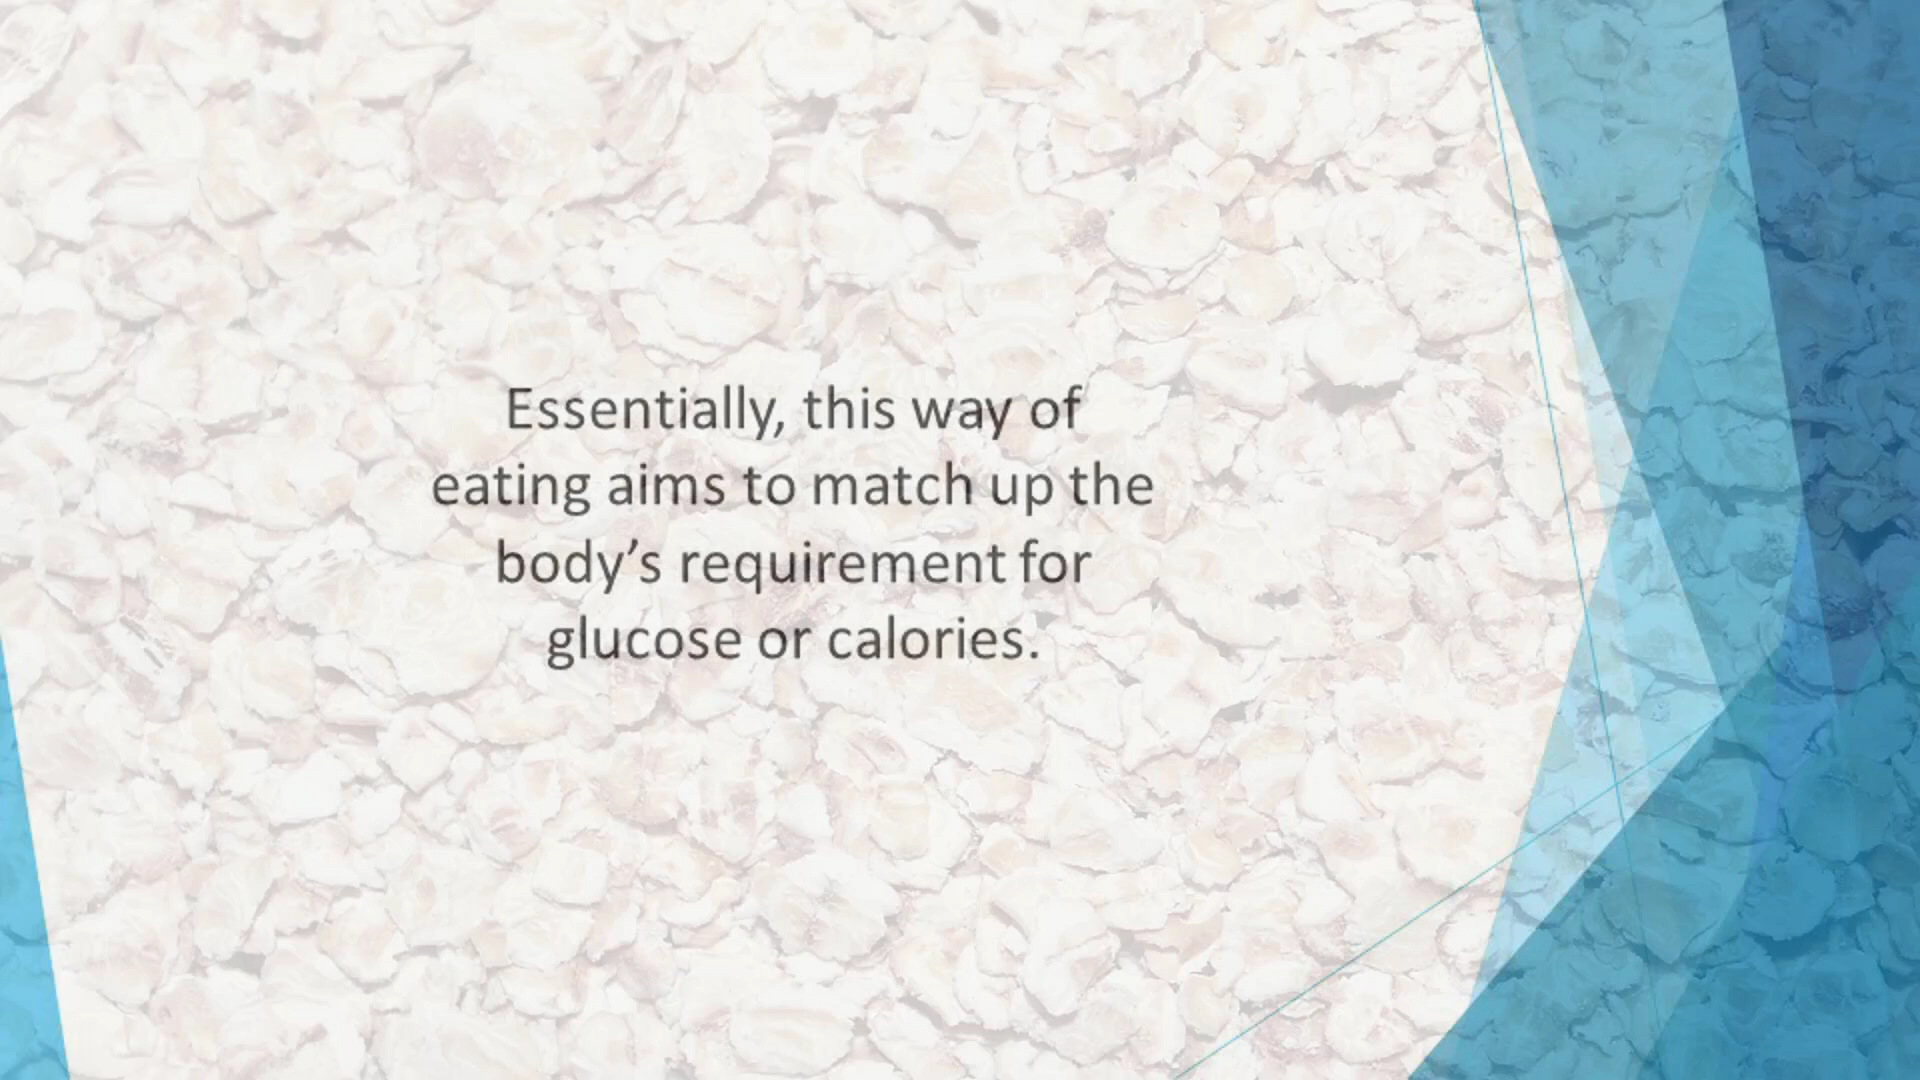 Essentially, this way of
eating aims to match up the
body’s requirement for
glucose or calories.